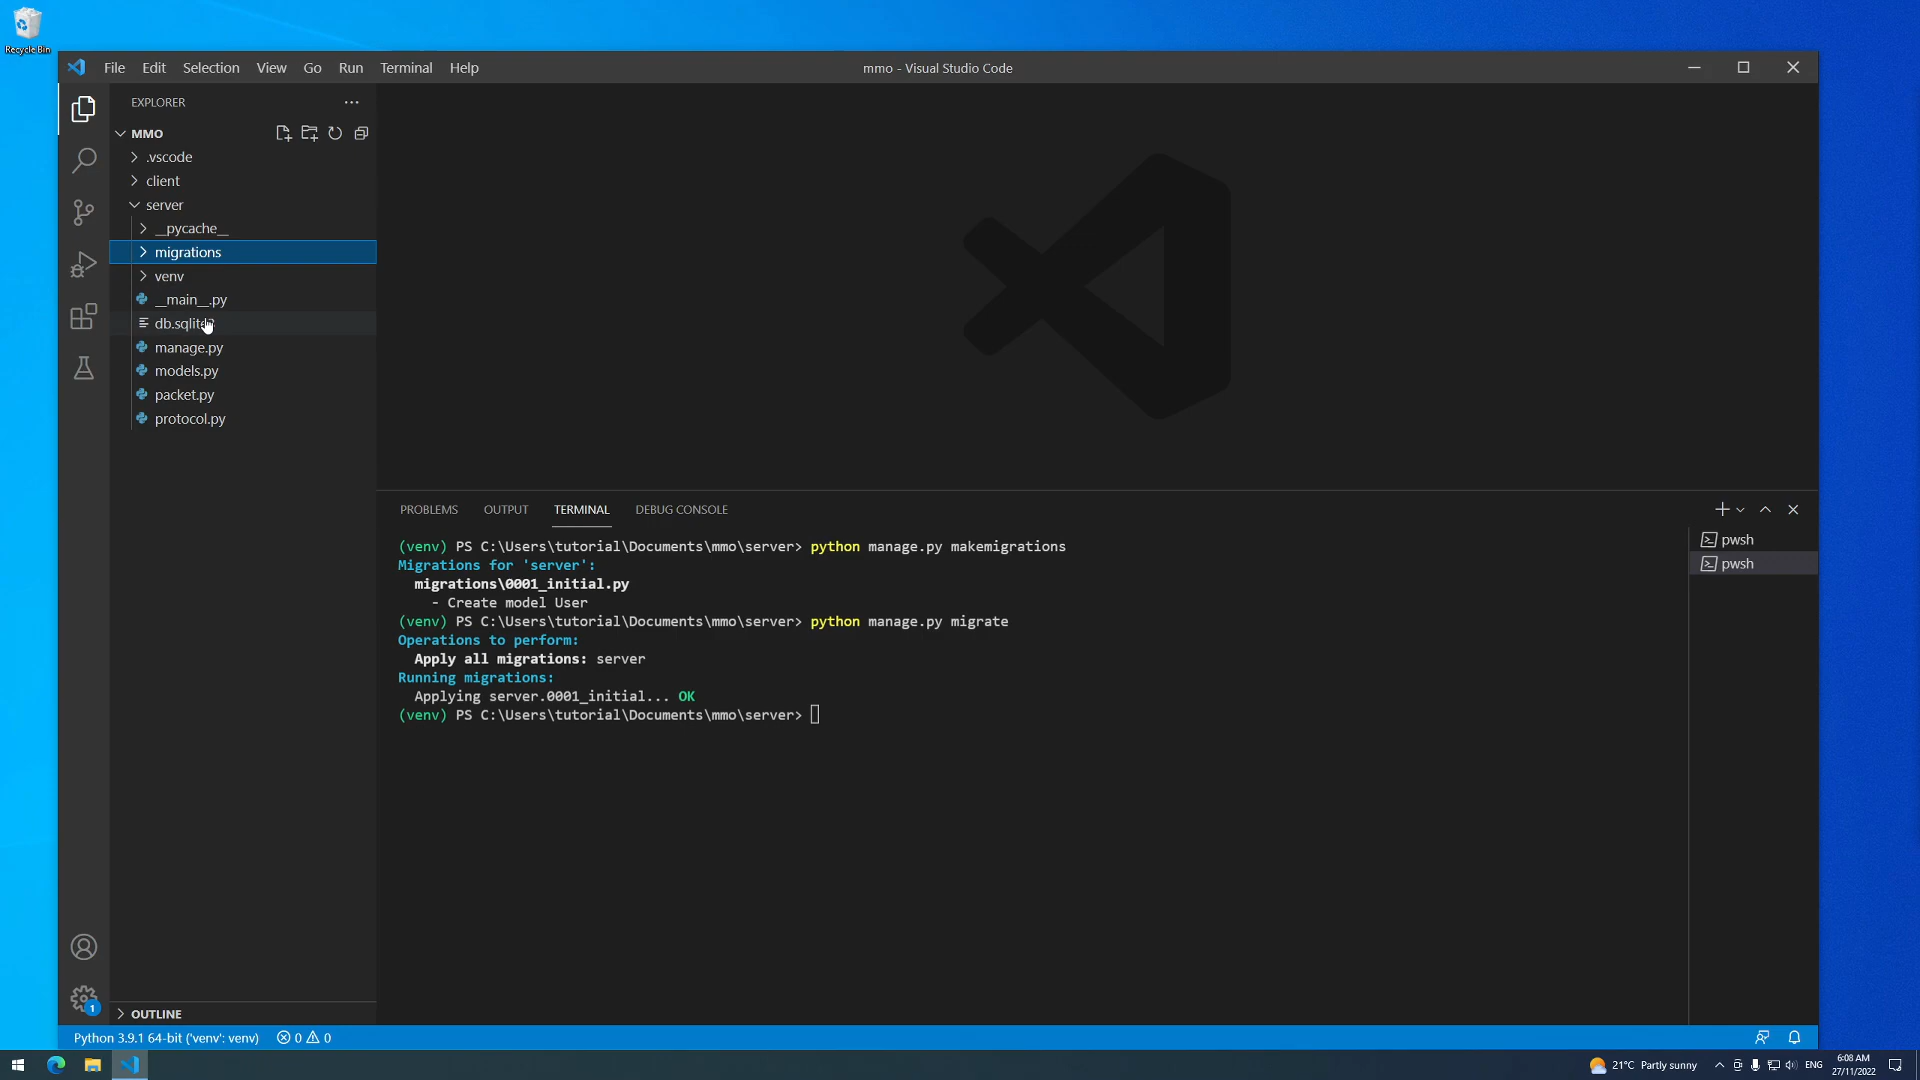 Recycle Bin
File Edit Selection View Go Run Terminal Help
mmo - Visual Studio Code
EXPLORER
MMO
.vscode
client
server
__pycache__
migrations
venv
__main__.py
manage.py
models.py
packet.py
protocol.py
OUTLINE
PROBLEMS OUTPUT TERMINAL DEBUG CONSOLE
(venv) PS C:\Users\tutorial\Documents\mmo\server> python manage.py makemigrations
Migrations for 'server':
migrations\0001_initial.py
- Create model User
(venv) PS C:\Users\tutorial\Documents\mmo\server> python manage.py migrate
Operations to perform:
Apply all migrations: server
Running migrations:
Applying server.0001_initial... OK
(venv) PS C:\Users\tutorial\Documents\mmo\server>
pwsh
pwsh
1
Python 3.9.1 64-bit ('venv': venv) 0 0
21°C Partly sunny
ENG
6:08 AM
27/11/2022